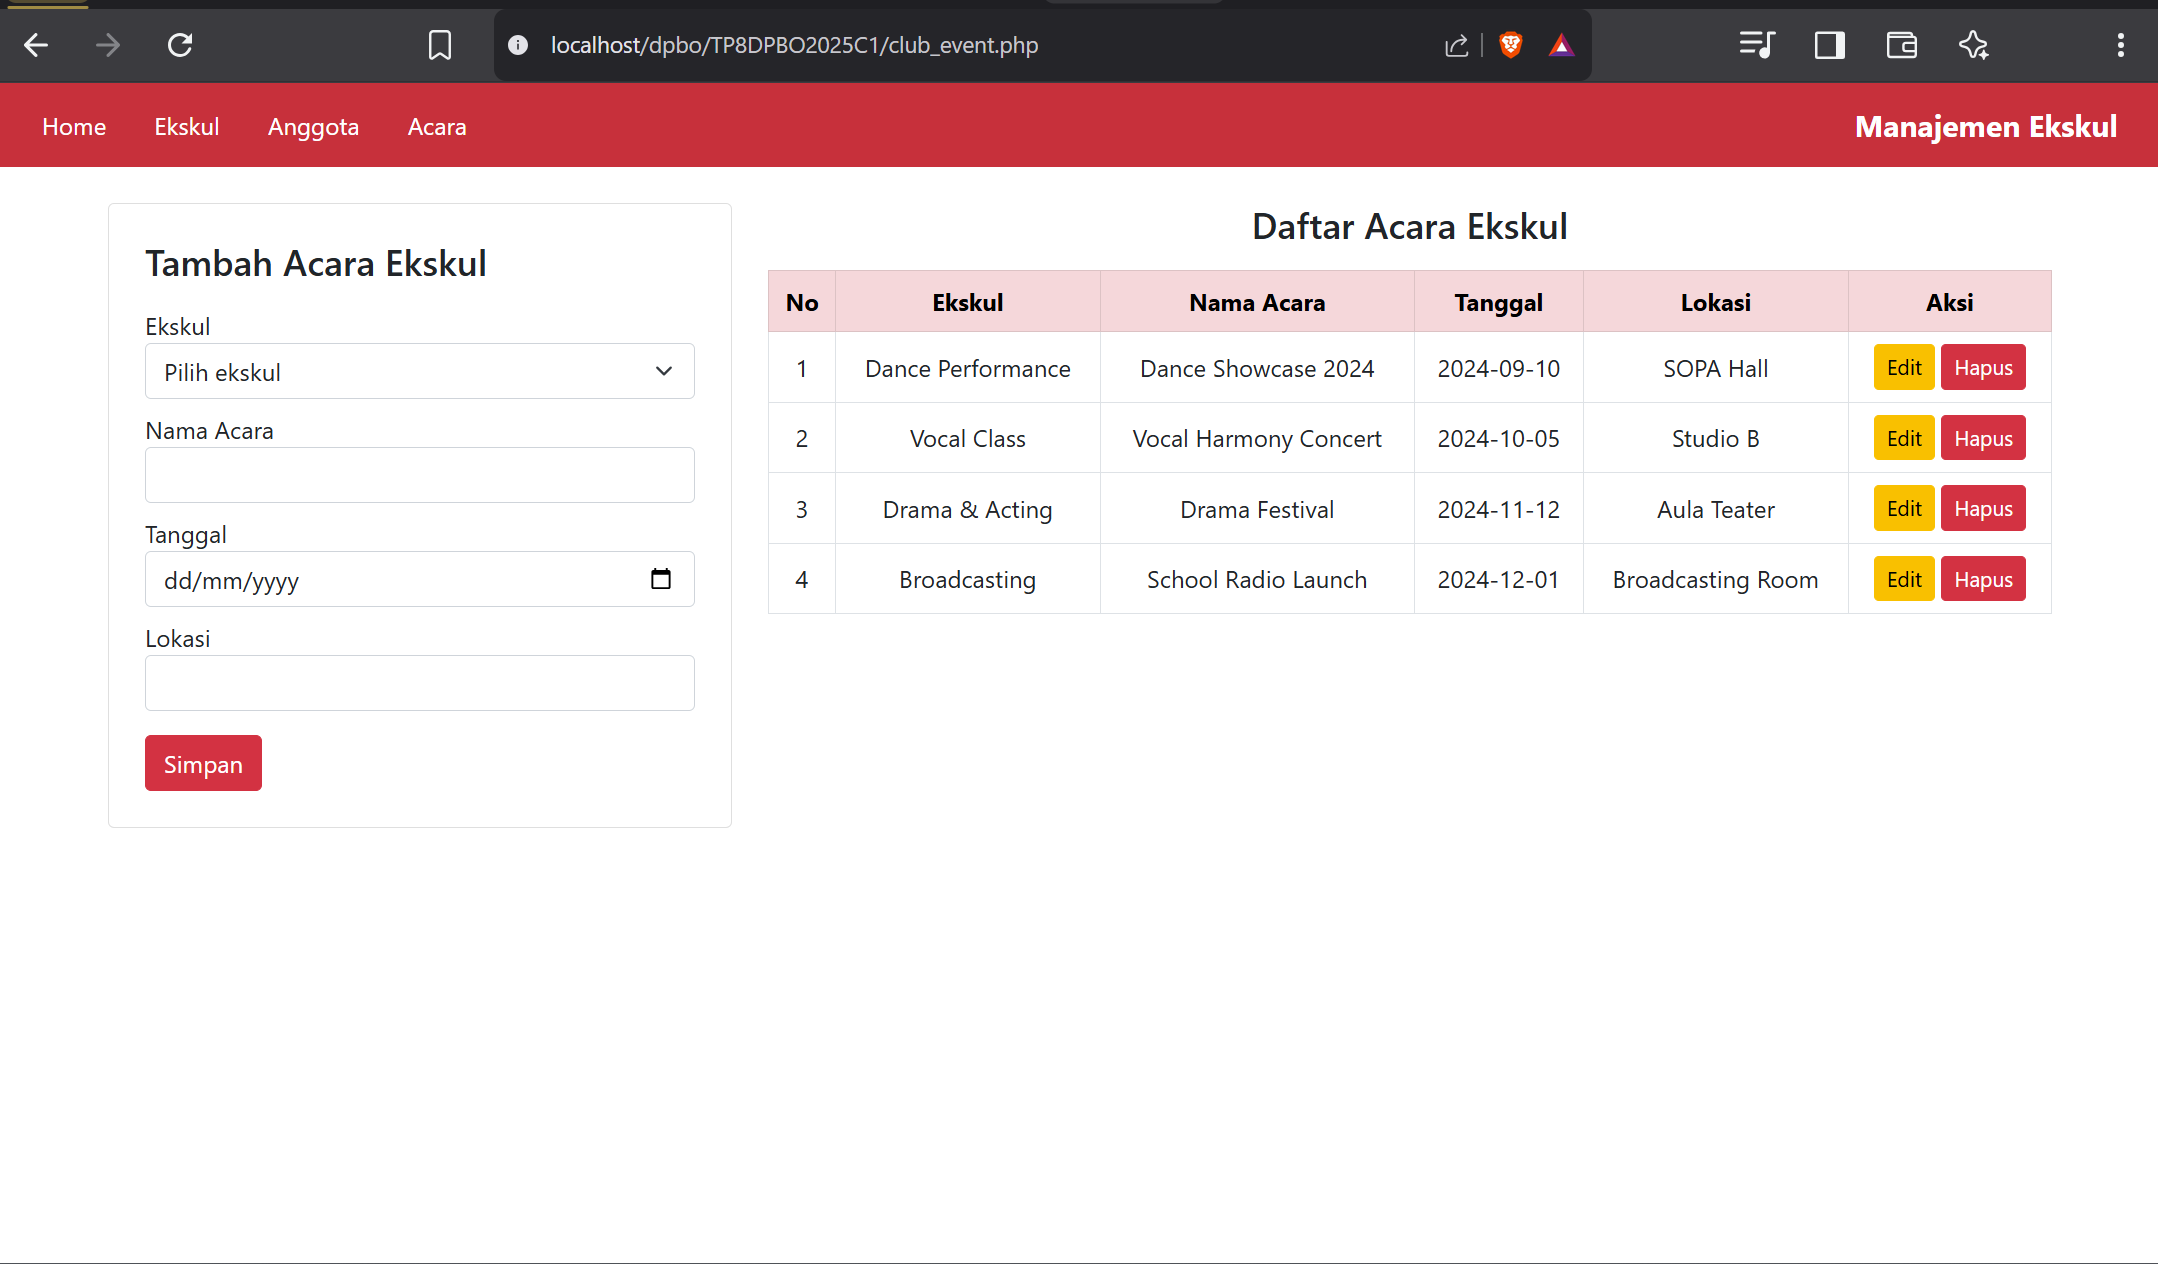 localhost/dpbo/TP8DPBO2025C1/club_event.php
Home Ekskul Anggota Acara Manajemen Ekskul
Tambah Acara Ekskul
Ekskul
Pilih ekskul
Nama Acara
Tanggal
dd/mm/yyyy
Lokasi
Simpan
Daftar Acara Ekskul
No Ekskul Nama Acara Tanggal Lokasi Aksi
1 Dance Performance Dance Showcase 2024 2024-09-10 SOPA Hall Edit Hapus
2 Vocal Class Vocal Harmony Concert 2024-10-05 Studio B Edit Hapus
3 Drama & Acting Drama Festival 2024-11-12 Aula Teater Edit Hapus
4 Broadcasting School Radio Launch 2024-12-01 Broadcasting Room Edit Hapus